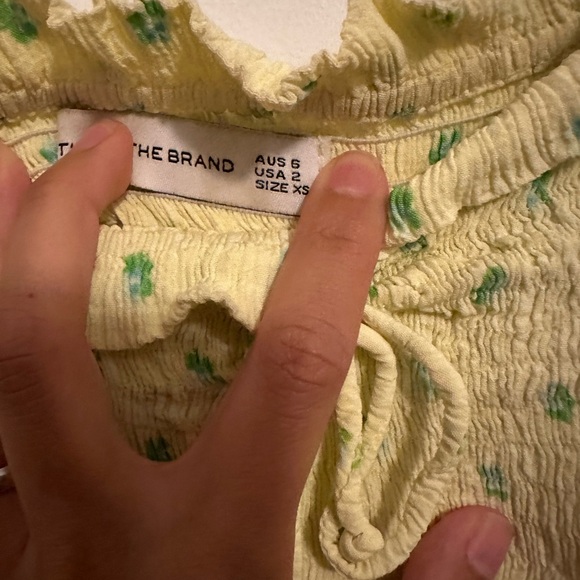 THE BRAND
AUS 6
USA 2
SIZE XS